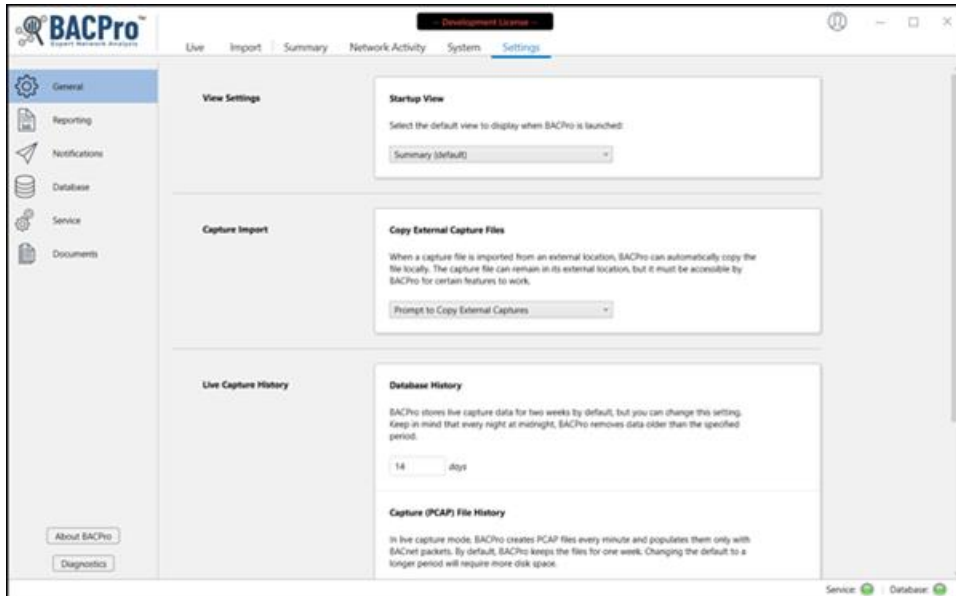 BACPro™
Expert Network Analysis
-- Development License --
Live Import Summary Network Activity System Settings
General
Reporting
Notifications
Database
Service
Documents
View Settings
Startup View
Select the default view to display when BACPro is launched:
Summary (default)
Capture Import
Copy External Capture Files
When a capture file is imported from an external location, BACPro can automatically copy the
file locally. The capture file can remain in its external location, but it must be accessible by
BACPro for certain features to work.
Prompt to Copy External Captures
Live Capture History
Database History
BACPro stores live capture data for two weeks by default, but you can change this setting.
Keep in mind that every night at midnight, BACPro removes data older than the specified
period.
14 days
Capture (PCAP) File History
In live capture mode, BACPro creates PCAP files every minute and populates them only with
BACnet packets. By default, BACPro keeps the files for one week. Changing the default to a
longer period will require more disk space.
About BACPro
Diagnostics
Service: Database: